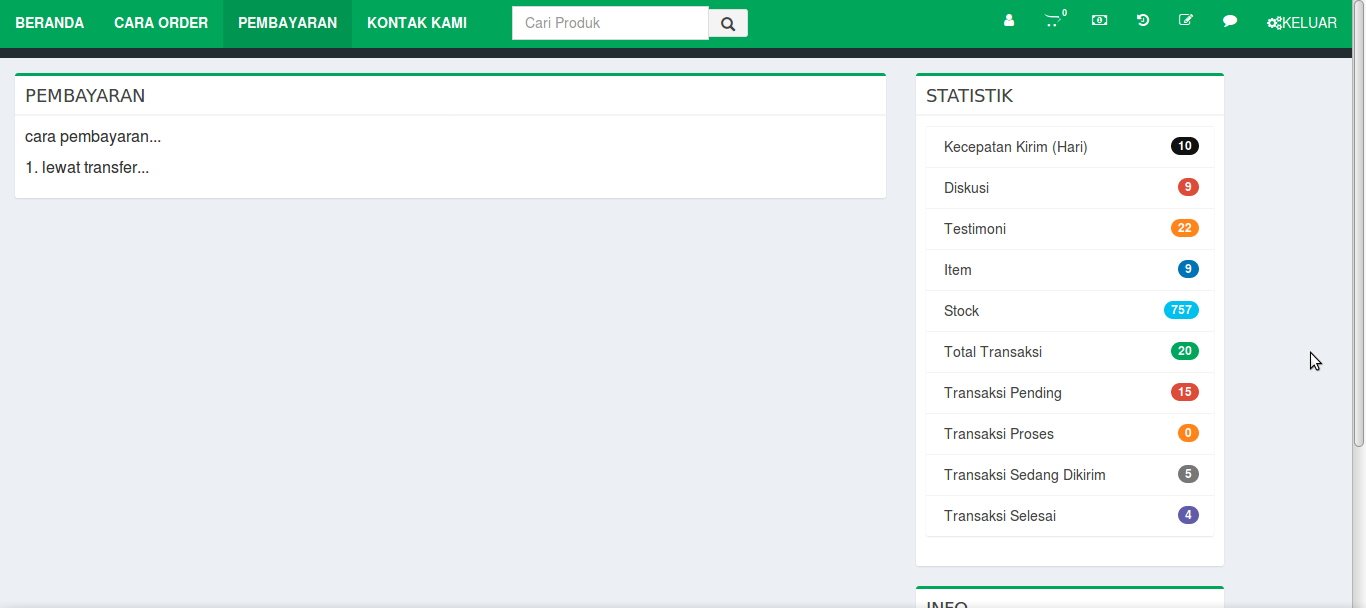 BERANDA CARA ORDER PEMBAYARAN KONTAK KAMI Cari Produk 0 KELUAR
PEMBAYARAN
cara pembayaran...
1. lewat transfer...
STATISTIK
Kecepatan Kirim (Hari) 10
Diskusi 9
Testimoni 22
Item 9
Stock 757
Total Transaksi 20
Transaksi Pending 15
Transaksi Proses 0
Transaksi Sedang Dikirim 5
Transaksi Selesai 4
INFO